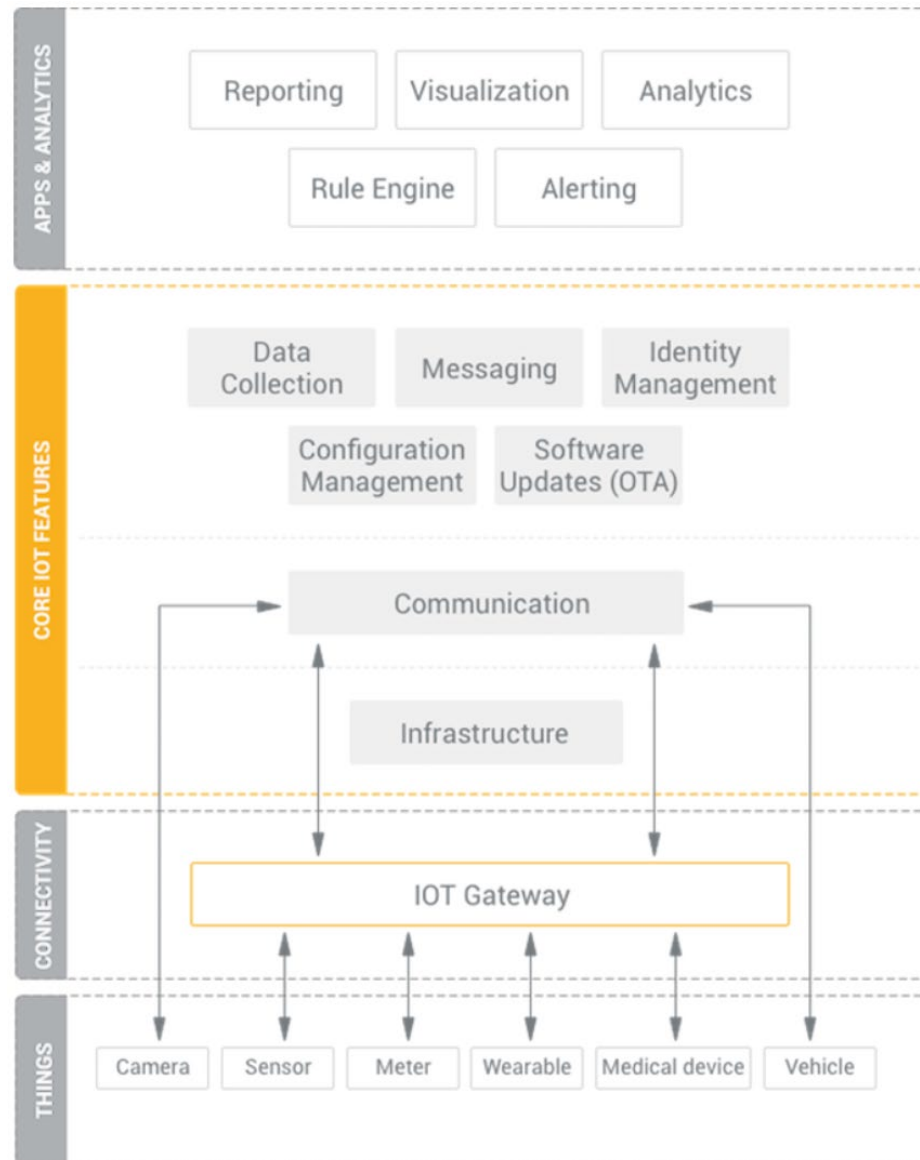 APPS & ANALYTICS
Reporting
Visualization
Analytics
Rule Engine
Alerting
CORE IOT FEATURES
Data
Collection
Messaging
Identity
Management
Configuration
Management
Software
Updates (OTA)
Communication
Infrastructure
CONNECTIVITY
IOT Gateway
THINGS
Camera
Sensor
Meter
Wearable
Medical device
Vehicle